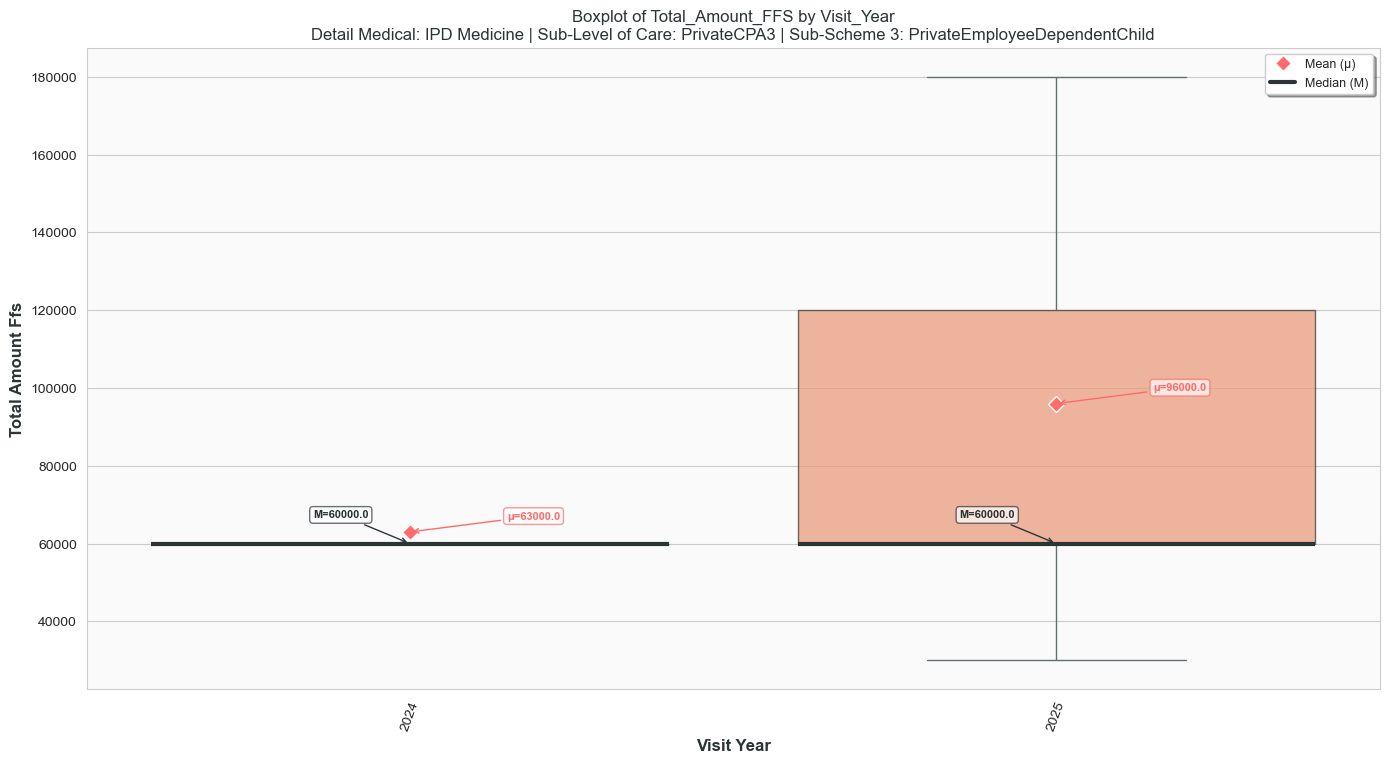 Boxplot of Total_Amount_FFS by Visit_Year
Detail Medical: IPD Medicine | Sub-Level of Care: PrivateCPA3 | Sub-Scheme 3: PrivateEmployeeDependentChild
Mean (μ)
Median (M)
180000
160000
140000
120000
100000
80000
60000
40000
Total Amount Ffs
M=60000.0
μ=63000.0
μ=96000.0
M=60000.0
2024
2025
Visit Year